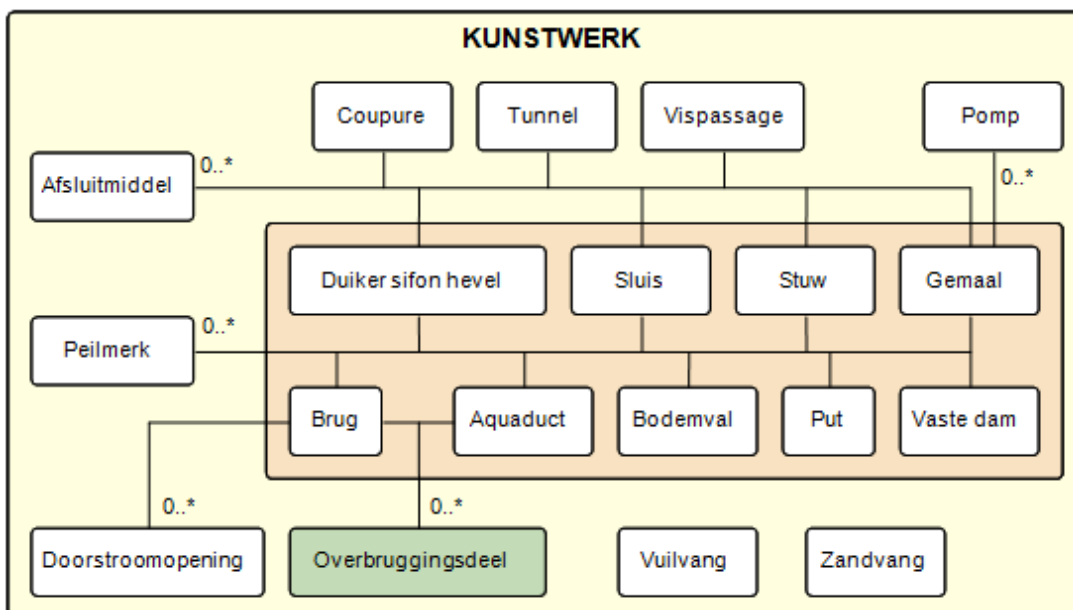 KUNSTWERK
Coupure
Tunnel
Vispassage
Pomp
0..*
Afsluitmiddel
0..*
Duiker sifon hevel
Sluis
Stuw
Gemaal
0..*
Peilmerk
Brug
Aquaduct
Bodemval
Put
Vaste dam
0..*
0..*
Doorstroomopening
Overbruggingsdeel
Vuilvang
Zandvang